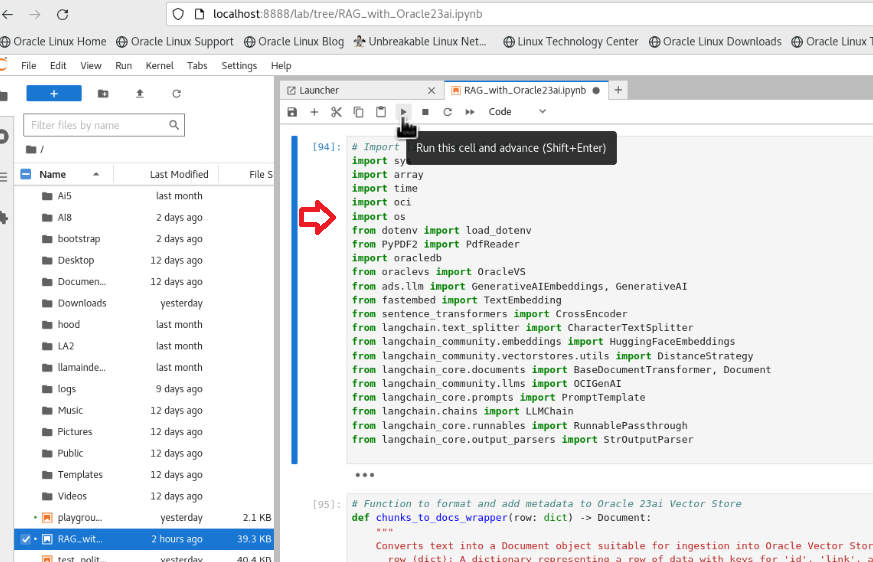 localhost:8888/lab/tree/RAG_with_Oracle23ai.ipynb
Oracle Linux Home Oracle Linux Support Oracle Linux Blog Unbreakable Linux Net... Linux Technology Center Oracle Linux Downloads Oracle Linux
File Edit View Run Kernel Tabs Settings Help
Launcher RAG_with_Oracle23ai.ipynb
Code
Filter files by name
Run this cell and advance (Shift+Enter)
/
Name Last Modified File S
Ai5 last month
AI8 2 days ago
bootstrap 2 days ago
Desktop 12 days ago
Documen... 12 days ago
Downloads yesterday
hood last month
LA2 last month
llamainde... last month
logs 9 days ago
Music 12 days ago
Pictures 12 days ago
Public 12 days ago
Templates 12 days ago
Videos 12 days ago
playgrou... yesterday 2.1 KB
RAG_wit... 2 hours ago 39.3 KB
test_polit... yesterday 40.4 KB
[94]: # Import
import sys
import array
import time
import oci
import os
from dotenv import load_dotenv
from PyPDF2 import PdfReader
import oracledb
from oraclevs import OracleVS
from ads.llm import GenerativeAIEmbeddings, GenerativeAI
from fastembed import TextEmbedding
from sentence_transformers import CrossEncoder
from langchain.text_splitter import CharacterTextSplitter
from langchain_community.embeddings import HuggingFaceEmbeddings
from langchain_community.vectorstores.utils import DistanceStrategy
from langchain_core.documents import BaseDocumentTransformer, Document
from langchain_community.llms import OCIGenAI
from langchain_core.prompts import PromptTemplate
from langchain.chains import LLMChain
from langchain_core.runnables import RunnablePassthrough
from langchain_core.output_parsers import StrOutputParser
[95]: # Function to format and add metadata to Oracle 23ai Vector Store
def chunks_to_docs_wrapper(row: dict) -> Document:
"""
Converts text into a Document object suitable for ingestion into Oracle Vector Stor
row (dict): A dictionary representing a row of data with keys for 'id', 'link', a